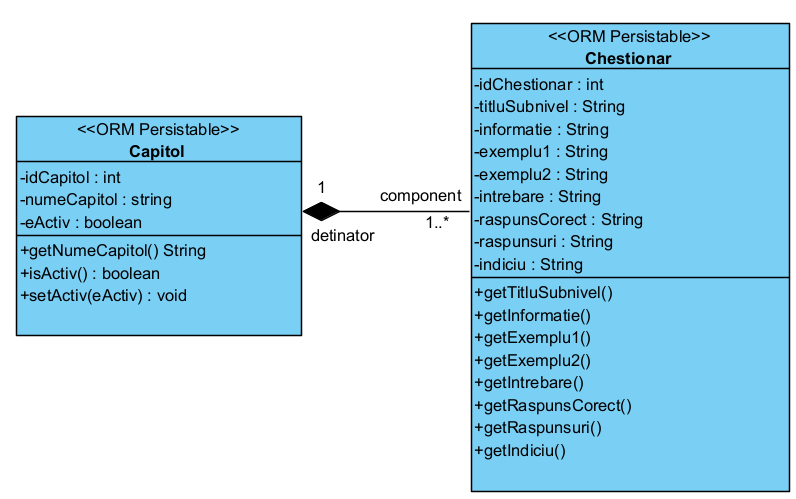 <<ORM Persistable>>
Capitol
-idCapitol : int
-numeCapitol : string
-eActiv : boolean
+getNumeCapitol() String
+isActiv() : boolean
+setActiv(eActiv) : void
1
detinator
component
1..*
<<ORM Persistable>>
Chestionar
-idChestionar : int
-titluSubnivel : String
-informatie : String
-exemplu1 : String
-exemplu2 : String
-intrebare : String
-raspunsCorect : String
-raspunsuri : String
-indiciu : String
+getTitluSubnivel()
+getInformatie()
+getExemplu1()
+getExemplu2()
+getIntrebare()
+getRaspunsCorect()
+getRaspunsuri()
+getIndiciu()